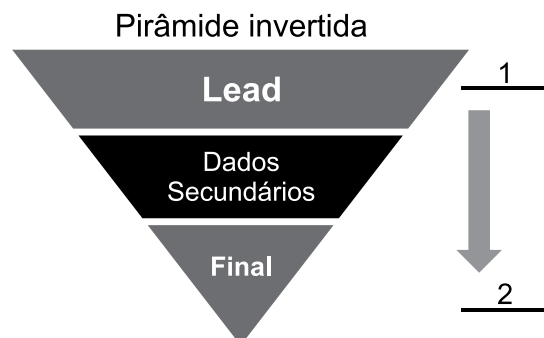 Pirâmide invertida
Lead
1
Dados
Secundários
Final
2